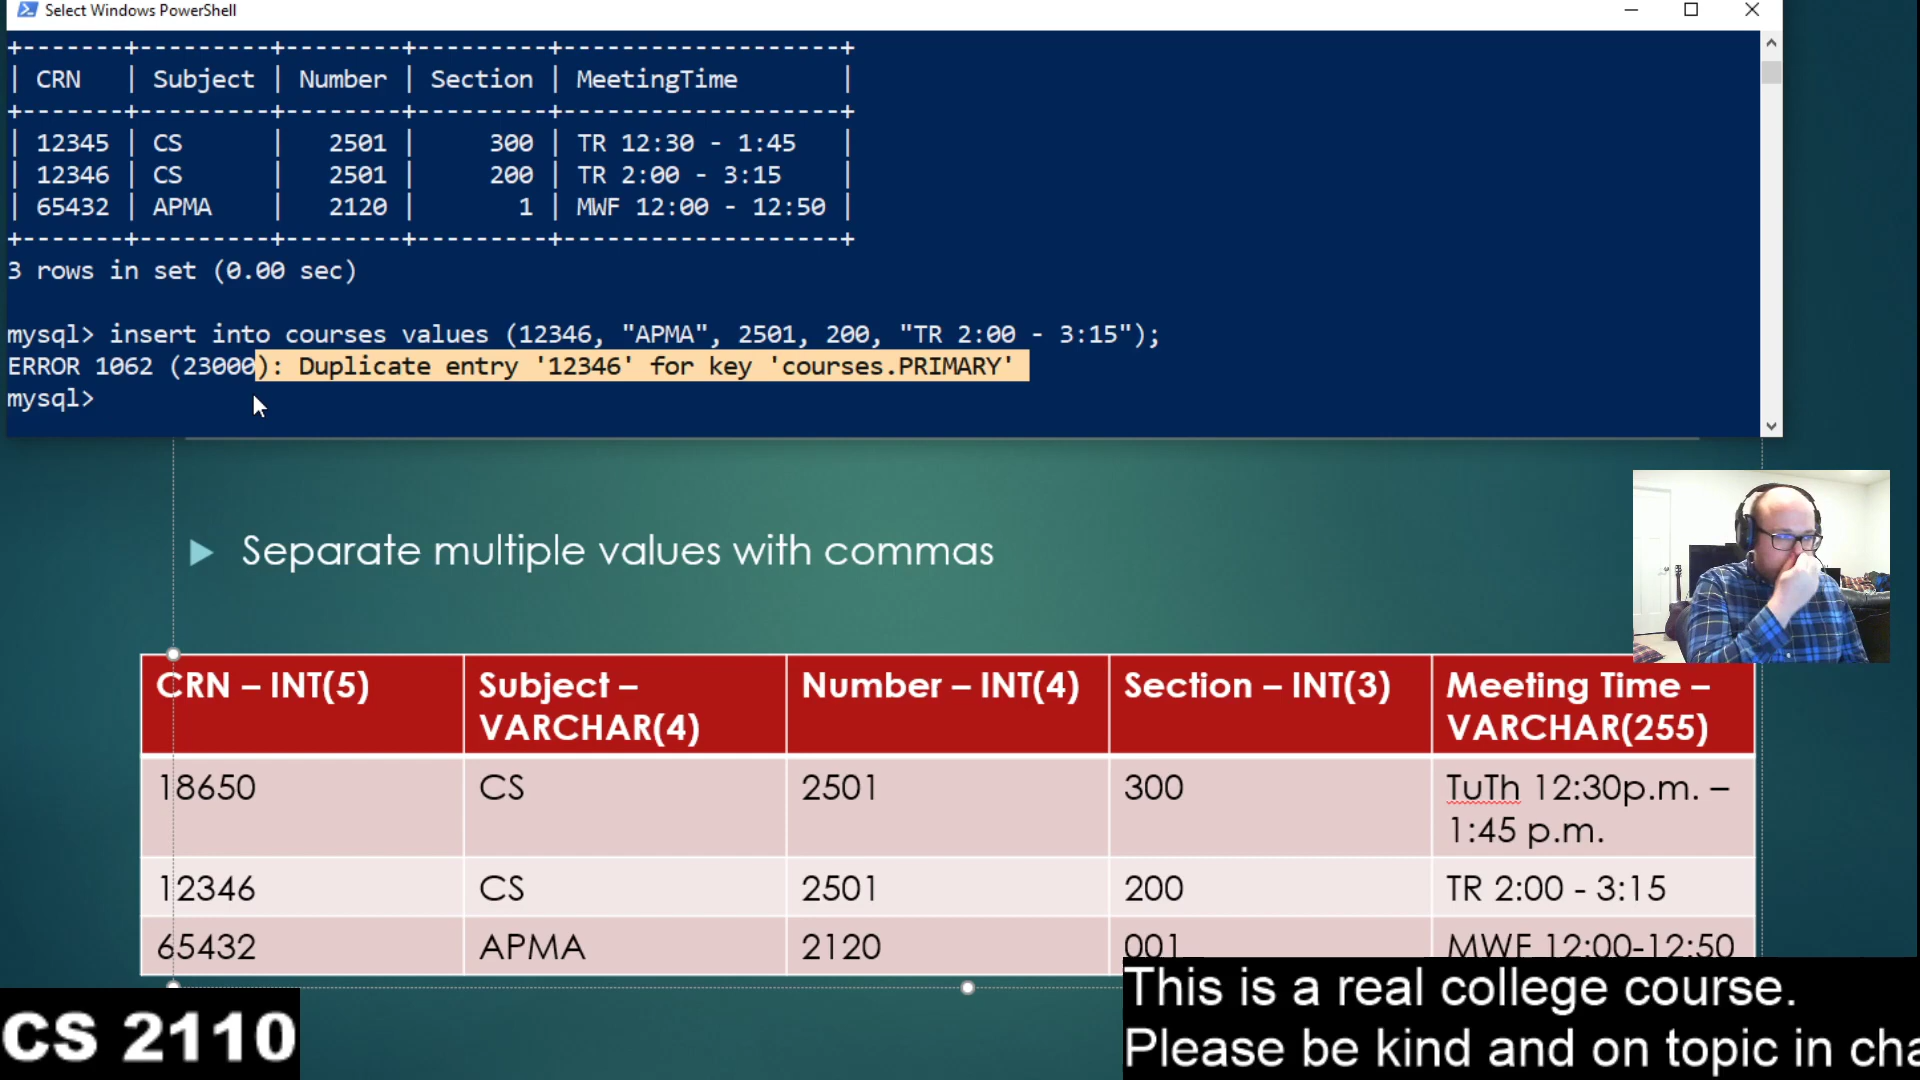 Select Windows PowerShell
+-------+---------+--------+---------+-------------------+
| CRN   | Subject | Number | Section | MeetingTime       |
+-------+---------+--------+---------+-------------------+
| 12345 | CS      |   2501 |     300 | TR 12:30 - 1:45   |
| 12346 | CS      |   2501 |     200 | TR 2:00 - 3:15    |
| 65432 | APMA    |   2120 |       1 | MWF 12:00 - 12:50 |
+-------+---------+--------+---------+-------------------+
3 rows in set (0.00 sec)
mysql> insert into courses values (12346, "APMA", 2501, 200, "TR 2:00 - 3:15");
ERROR 1062 (23000): Duplicate entry '12346' for key 'courses.PRIMARY'
mysql>
Separate multiple values with commas
CRN – INT(5) Subject – Number – INT(4) Section – INT(3) Meeting Time –
VARCHAR(4) VARCHAR(255)
18650 CS 2501 300 TuTh 12:30p.m. –
1:45 p.m.
12346 CS 2501 200 TR 2:00 - 3:15
65432 APMA 2120 001 MWF 12:00-12:50
This is a real college course.
Please be kind and on topic in cha
CS 2110